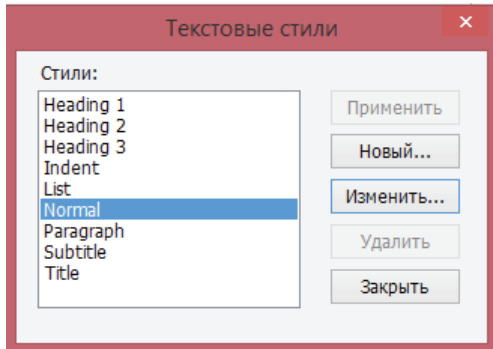 Текстовые стили
×
Стили:
Heading 1
Heading 2
Heading 3
Indent
List
Normal
Paragraph
Subtitle
Title
Применить
Новый...
Изменить...
Удалить
Закрыть